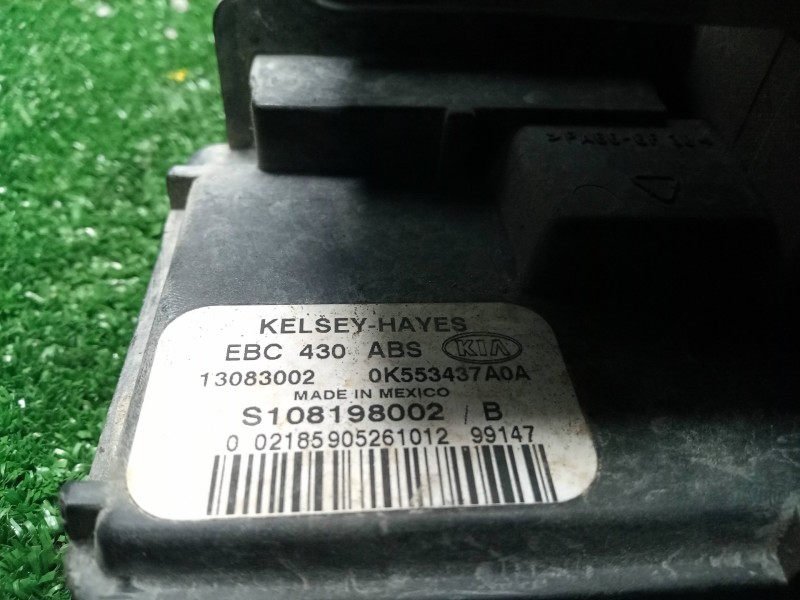 KELSEY-HAYES
EBC 430 ABS KIA
13083002 0K553437A0A
MADE IN MEXICO
S108198002 / B
0 02185905261012 99147